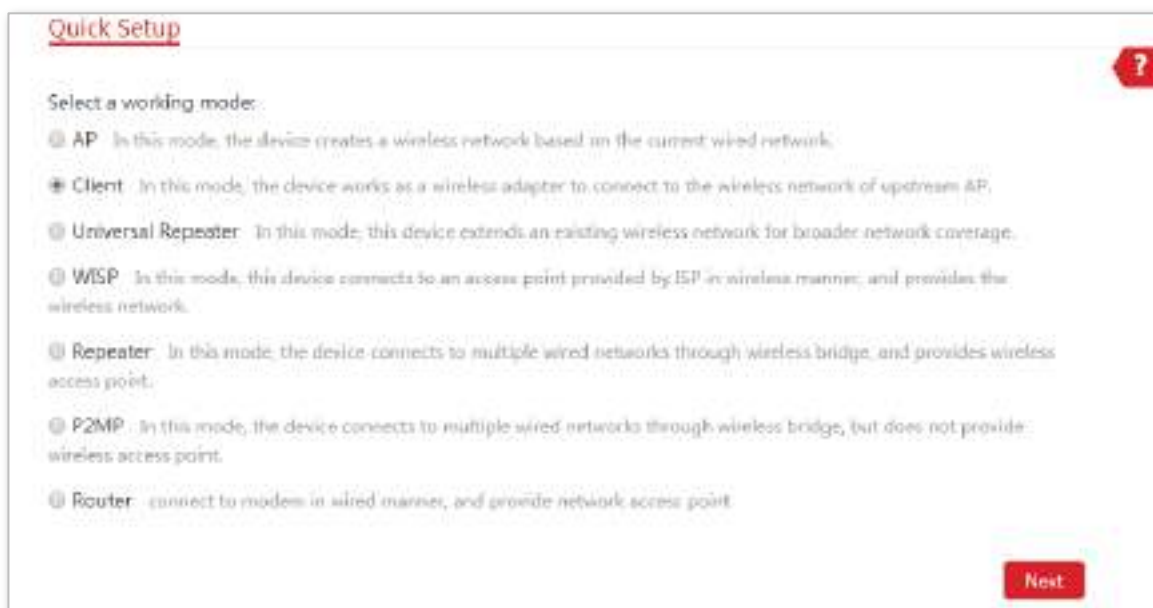 Quick Setup
?
Select a working mode:
AP In this mode, the device creates a wireless network based on the current wired network.
Client In this mode, the device works as a wireless adapter to connect to the wireless network of upstream AP.
Universal Repeater In this mode, this device extends an existing wireless network for broader network coverage.
WISP In this mode, this device connects to an access point provided by ISP in wireless manner, and provides the
wireless network.
Repeater In this mode, the device connects to multiple wired networks through wireless bridge, and provides wireless
access point.
P2MP In this mode, the device connects to multiple wired networks through wireless bridge, but does not provide
wireless access point.
Router connect to modem in wired manner, and provide network access point
Next